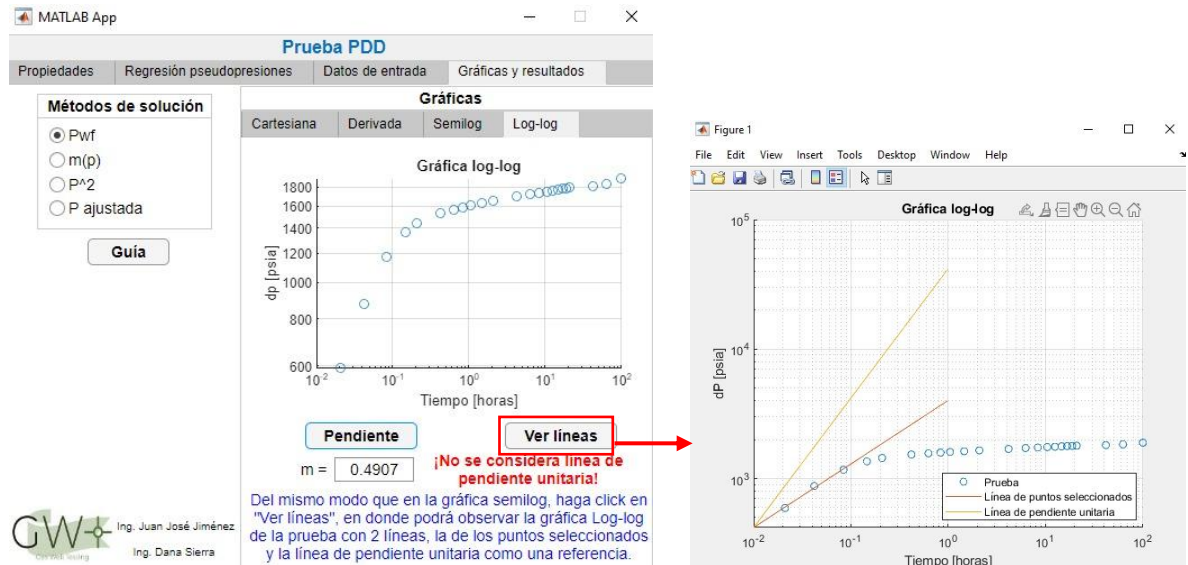 MATLAB App
Prueba PDD
Propiedades
Regresión pseudopresiones
Datos de entrada
Gráficas y resultados
Métodos de solución
Pwf
m(p)
P^2
P ajustada
Guía
Gráficas
Cartesiana
Derivada
Semilog
Log-log
Gráfica log-log
1800
1600
1400
1200
1000
800
600
dp [psia]
10^-2
10^-1
10^0
10^1
10^2
Tiempo [horas]
Pendiente
Ver líneas
m =
0.4907
¡No se considera línea de
pendiente unitaria!
Del mismo modo que en la gráfica semilog, haga click en
"Ver líneas", en donde podrá observar la gráfica Log-log
de la prueba con 2 líneas, la de los puntos seleccionados
y la línea de pendiente unitaria como una referencia.
GW
Ing. Juan José Jiménez
Ing. Dana Sierra
Figure 1
File Edit View Insert Tools Desktop Window Help
Gráfica log-log
10^5
10^4
10^3
dP [psia]
Prueba
Línea de puntos seleccionados
Línea de pendiente unitaria
10^-2
10^-1
10^0
10^1
10^2
Tiempo [horas]